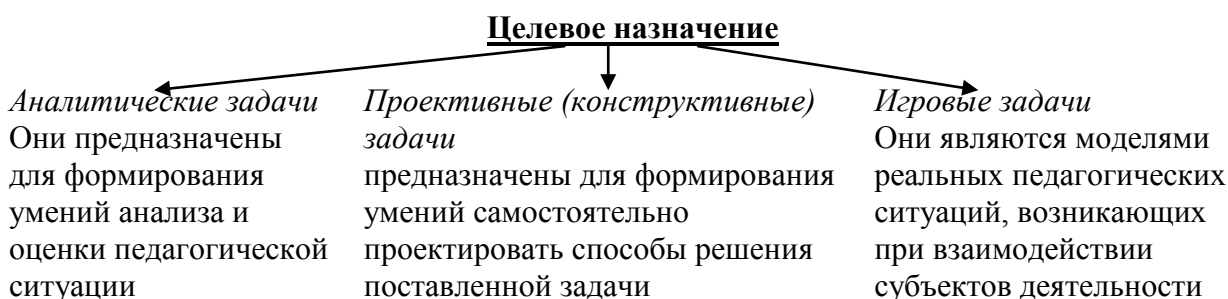 Целевое назначение
Аналитические задачи
Они предназначены
для формирования
умений анализа и
оценки педагогической
ситуации
Проективные (конструктивные)
задачи
предназначены для формирования
умений самостоятельно
проектировать способы решения
поставленной задачи
Игровые задачи
Они являются моделями
реальных педагогических
ситуаций, возникающих
при взаимодействии
субъектов деятельности